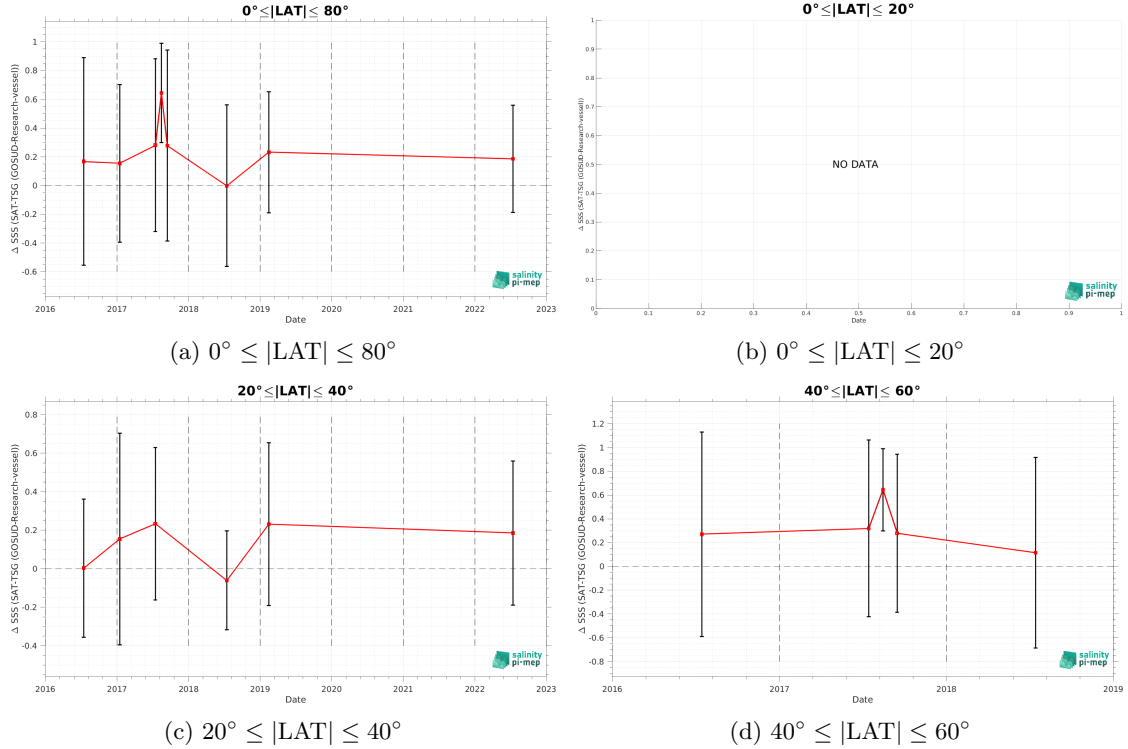 0°≤|LAT|≤ 80°
Δ SSS (SAT-TSG (GOSUD-Research-vessel))
1
0.8
0.6
0.4
0.2
0
-0.2
-0.4
-0.6
2016 2017 2018 2019 2020 2021 2022 2023
Date
salinity
pi-mep
(a) 0° ≤ |LAT| ≤ 80°
0°≤|LAT|≤ 20°
Δ SSS (SAT-TSG (GOSUD-Research-vessel))
1
0.9
0.8
0.7
0.6
0.5
0.4
0.3
0.2
0.1
0
NO DATA
0 0.1 0.2 0.3 0.4 0.5 0.6 0.7 0.8 0.9 1
Date
salinity
pi-mep
(b) 0° ≤ |LAT| ≤ 20°
20°≤|LAT|≤ 40°
Δ SSS (SAT-TSG (GOSUD-Research-vessel))
0.8
0.6
0.4
0.2
0
-0.2
-0.4
2016 2017 2018 2019 2020 2021 2022 2023
Date
salinity
pi-mep
(c) 20° ≤ |LAT| ≤ 40°
40°≤|LAT|≤ 60°
Δ SSS (SAT-TSG (GOSUD-Research-vessel))
1.2
1
0.8
0.6
0.4
0.2
0
-0.2
-0.4
-0.6
-0.8
2016 2017 2018 2019
Date
salinity
pi-mep
(d) 40° ≤ |LAT| ≤ 60°